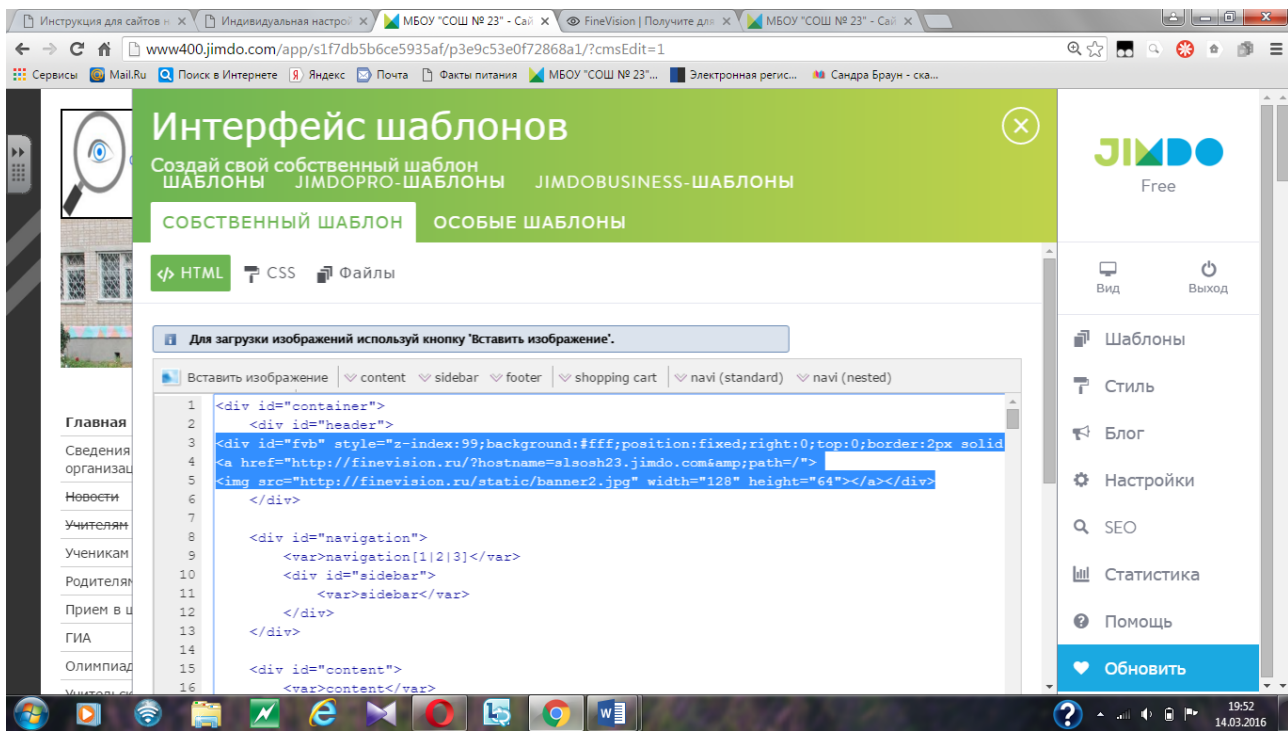 Инструкция для сайтов н
Индивидуальная настрой
МБОУ "СОШ № 23" - Сай
FineVision | Получите для
МБОУ "СОШ № 23" - Сай
www400.jimdo.com/app/s1f7db5b6ce5935af/p3e9c53e0f72868a1/?cmsEdit=1
Сервисы Mail.Ru Поиск в Интернете Яндекс Почта Факты питания МБОУ "СОШ № 23"... Электронная регис... Сандра Браун - ска...
Интерфейс шаблонов
Создай свой собственный шаблон
ШАБЛОНЫ JIMDOPRO-ШАБЛОНЫ JIMDOBUSINESS-ШАБЛОНЫ
СОБСТВЕННЫЙ ШАБЛОН ОСОБЫЕ ШАБЛОНЫ
</> HTML CSS Файлы
Для загрузки изображений используй кнопку 'Вставить изображение'.
Вставить изображение content sidebar footer shopping cart navi (standard) navi (nested)
1 <div id="container">
2 <div id="header">
3 <div id="fvb" style="z-index:99;background:#fff;position:fixed;right:0;top:0;border:2px solid
4 <a href="http://finevision.ru/?hostname=slsosh23.jimdo.com&amp;path=/">
5 <img src="http://finevision.ru/static/banner2.jpg" width="128" height="64"></a></div>
6 </div>
7
8 <div id="navigation">
9 <var>navigation[1|2|3]</var>
10 <div id="sidebar">
11 <var>sidebar</var>
12 </div>
13 </div>
14
15 <div id="content">
16 <var>content</var>
Главная
Сведения
организац
Новости
Учителям
Ученикам
Родителям
Прием в ш
ГИА
Олимпиад
JIMDO
Free
Вид Выход
Шаблоны
Стиль
Блог
Настройки
SEO
Статистика
Помощь
Обновить
19:52
14.03.2016